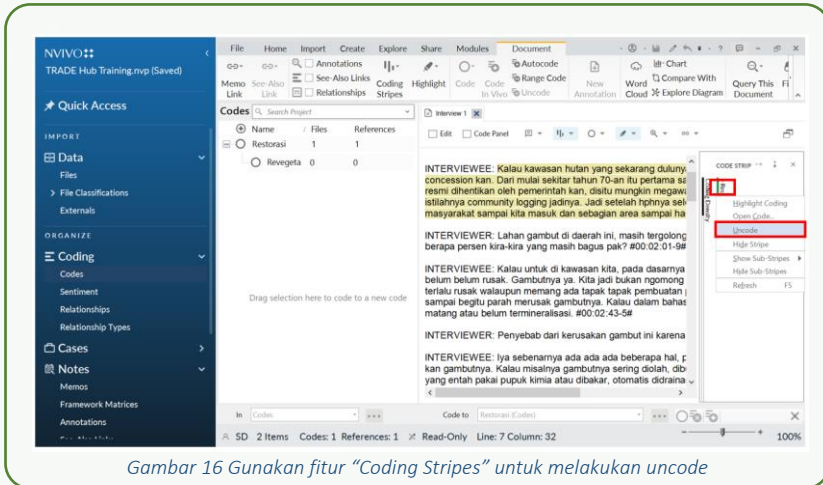 NVIVO
TRADE Hub Training.nvp (Saved)
Quick Access
IMPORT
Data
Files
File Classifications
Externals
ORGANIZE
Coding
Codes
Sentiment
Relationships
Relationship Types
Cases
Notes
Memos
Framework Matrices
Annotations
File Home Import Create Explore Share Modules Document
Memo Link
See-Also Link
Annotations
See-Also Links
Relationships
Coding Stripes
Highlight
Code
Code In Vivo
Autocode
Range Code
Uncode
New Annotation
Word Cloud
Chart
Compare With
Explore Diagram
Query This Document
Codes Search Project
Name / Files References
Restorasi 1 1
Revegeta 0 0
Drag selection here to code to a new code
Interview 1
Edit Code Panel
INTERVIEWEE: Kalau kawasan hutan yang sekarang duluny
concession kan. Dari mulai sekitar tahun 70-an itu pertama sa
resmi dihentikan oleh pemerintah kan, disitu mungkin megawa
istilahnya community logging jadinya. Jadi setelah hphnya sele
masyarakat sampai kita masuk dan sebagian area sampai ha
INTERVIEWER: Lahan gambut di daerah ini, masih tergolong
berapa persen kira-kira yang masih bagus pak? #00:02:01-9#
INTERVIEWEE: Kalau untuk di kawasan kita, pada dasarnya
belum belum rusak. Gambutnya ya. Kita jadi bukan ngomong
terlalu rusak walaupun memang ada tapak tapak pembuatan
sampai begitu parah merusak gambutnya. Kalau dalam bahas
matang atau belum termineralisasi. #00:02:43-5#
INTERVIEWER: Penyebab dari kerusakan gambut ini karena
INTERVIEWEE: Iya sebenarnya ada ada ada beberapa hal, p
kan gambutnya. Kalau misalnya gambutnya sering diolah, dib
yang entah pakai pupuk kimia atau dibakar, otomatis didraina
CODE STRIP
Coding Density
Highlight Coding
Open Code...
Uncode
Hide Stripe
Show Sub-Stripes
Hide Sub-Stripes
Refresh F5
In Codes
Code to Restorasi (Codes)
SD 2 Items Codes: 1 References: 1 Read-Only Line: 7 Column: 32
100%
Gambar 16 Gunakan fitur “Coding Stripes” untuk melakukan uncode